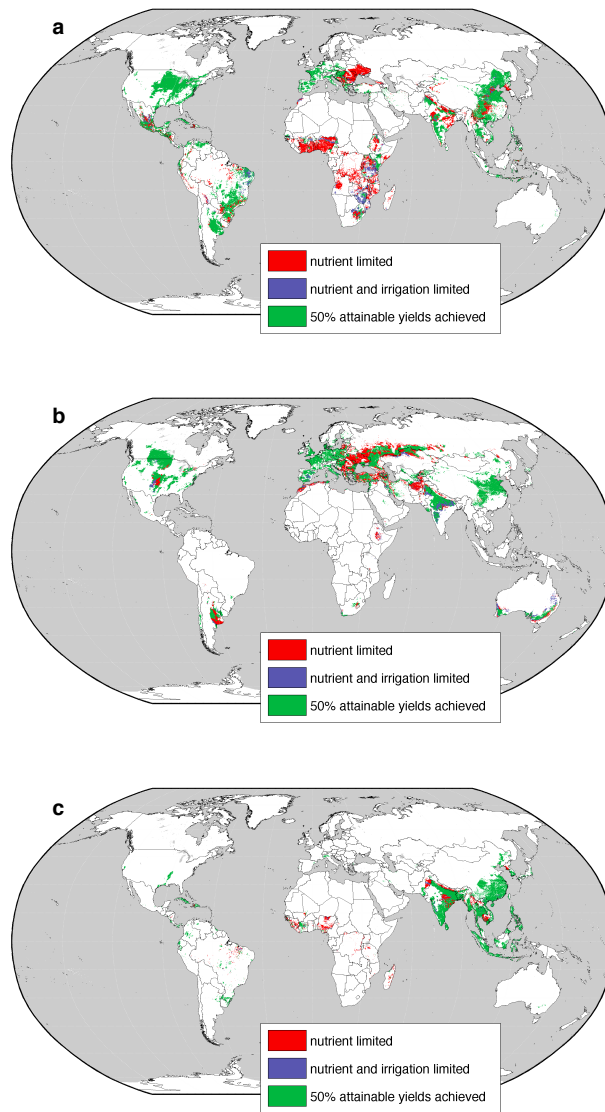 a
nutrient limited
nutrient and irrigation limited
50% attainable yields achieved
b
nutrient limited
nutrient and irrigation limited
50% attainable yields achieved
c
nutrient limited
nutrient and irrigation limited
50% attainable yields achieved